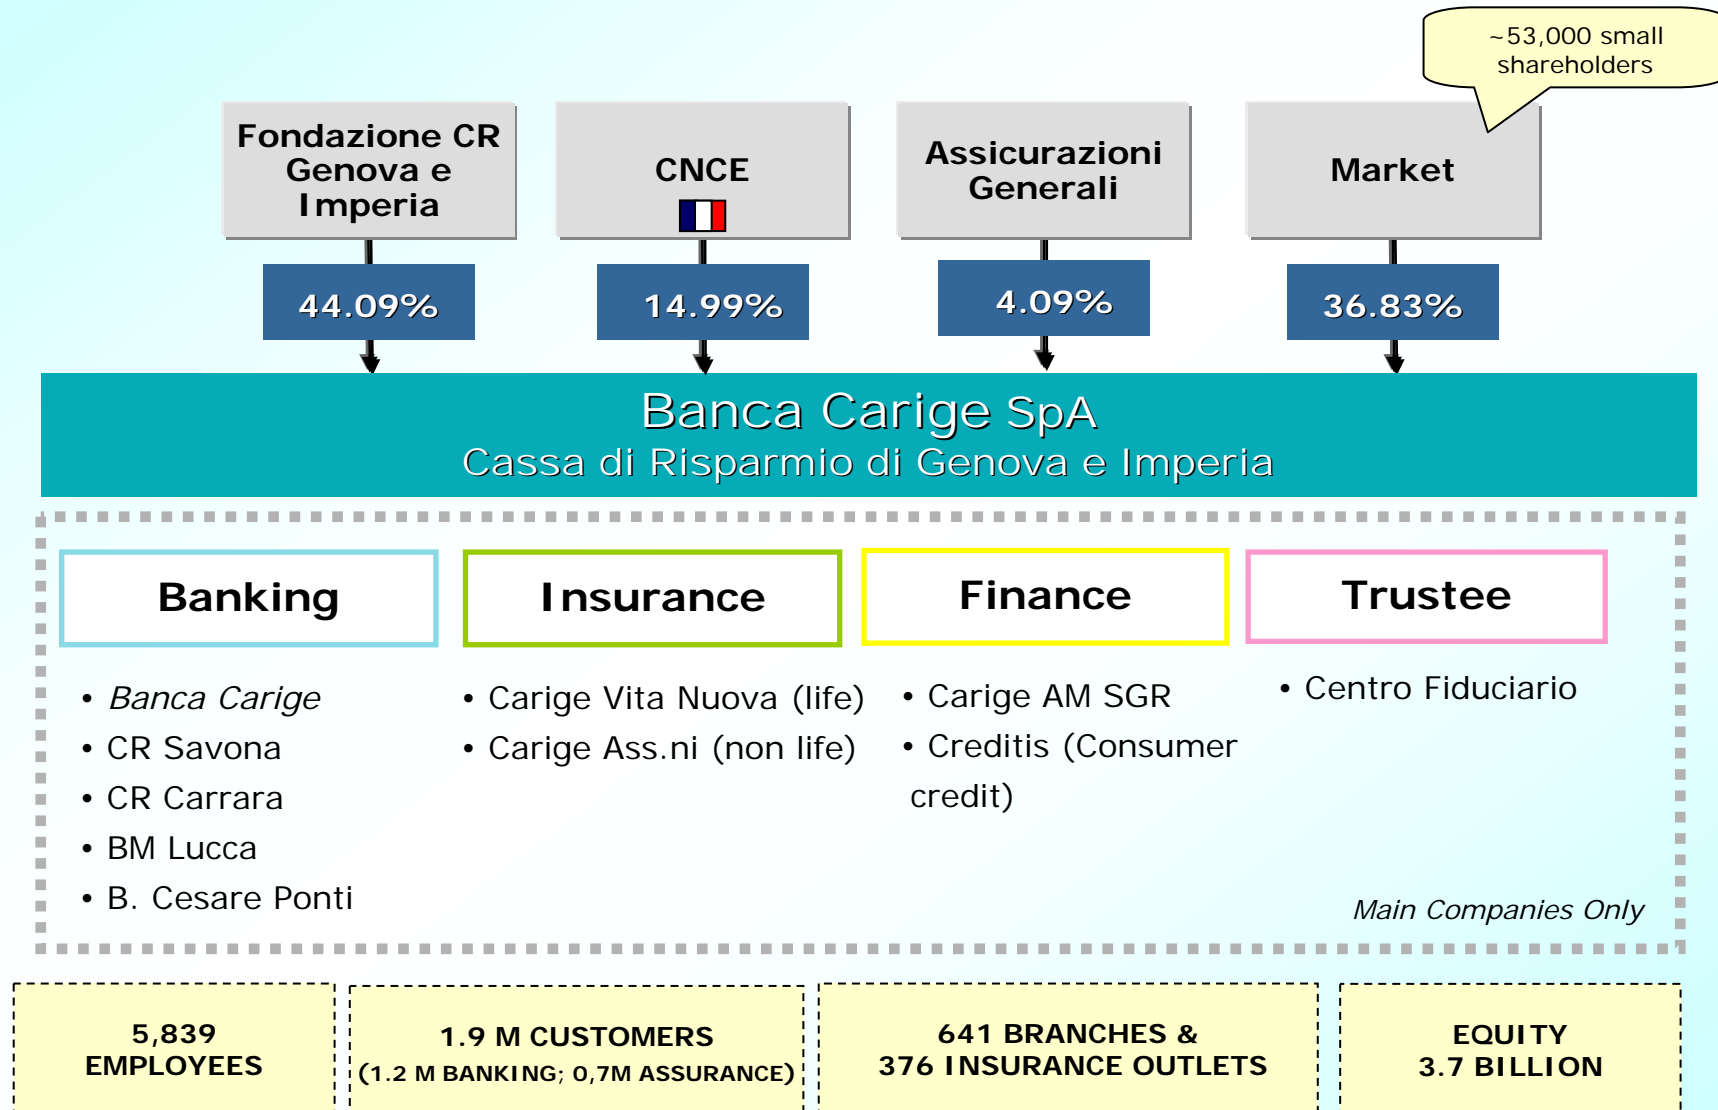 ~53,000 small
shareholders
Fondazione CR
Genova e
Imperia
CNCE
Assicurazioni
Generali
Market
44.09%
14.99%
4.09%
36.83%
Banca Carige SpA
Cassa di Risparmio di Genova e Imperia
Banking
Insurance
Finance
Trustee
• Banca Carige
• CR Savona
• CR Carrara
• BM Lucca
• B. Cesare Ponti
• Carige Vita Nuova (life)
• Carige Ass.ni (non life)
• Carige AM SGR
• Creditis (Consumer
credit)
• Centro Fiduciario
Main Companies Only
5,839
EMPLOYEES
1.9 M CUSTOMERS
(1.2 M BANKING; 0,7M ASSURANCE)
641 BRANCHES &
376 INSURANCE OUTLETS
EQUITY
3.7 BILLION